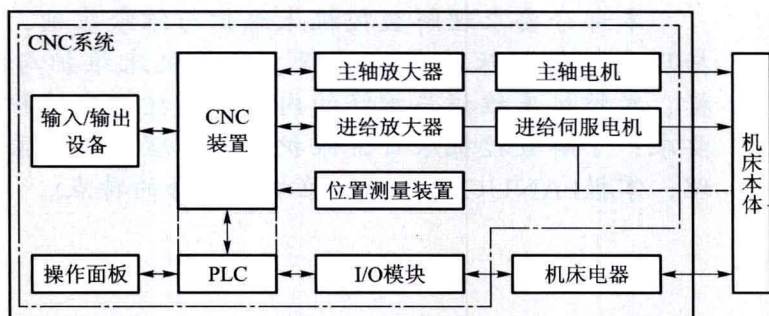 CNC系统
输入/输出
设备
CNC
装置
主轴放大器
主轴电机
进给放大器
进给伺服电机
位置测量装置
机床本体
操作面板
PLC
I/O模块
机床电器